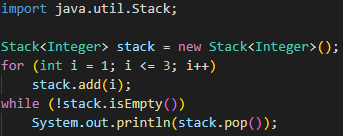 import java.util.Stack;
Stack<Integer> stack = new Stack<Integer>();
for (int i = 1; i <= 3; i++)
    stack.add(i);
while (!stack.isEmpty())
    System.out.println(stack.pop());